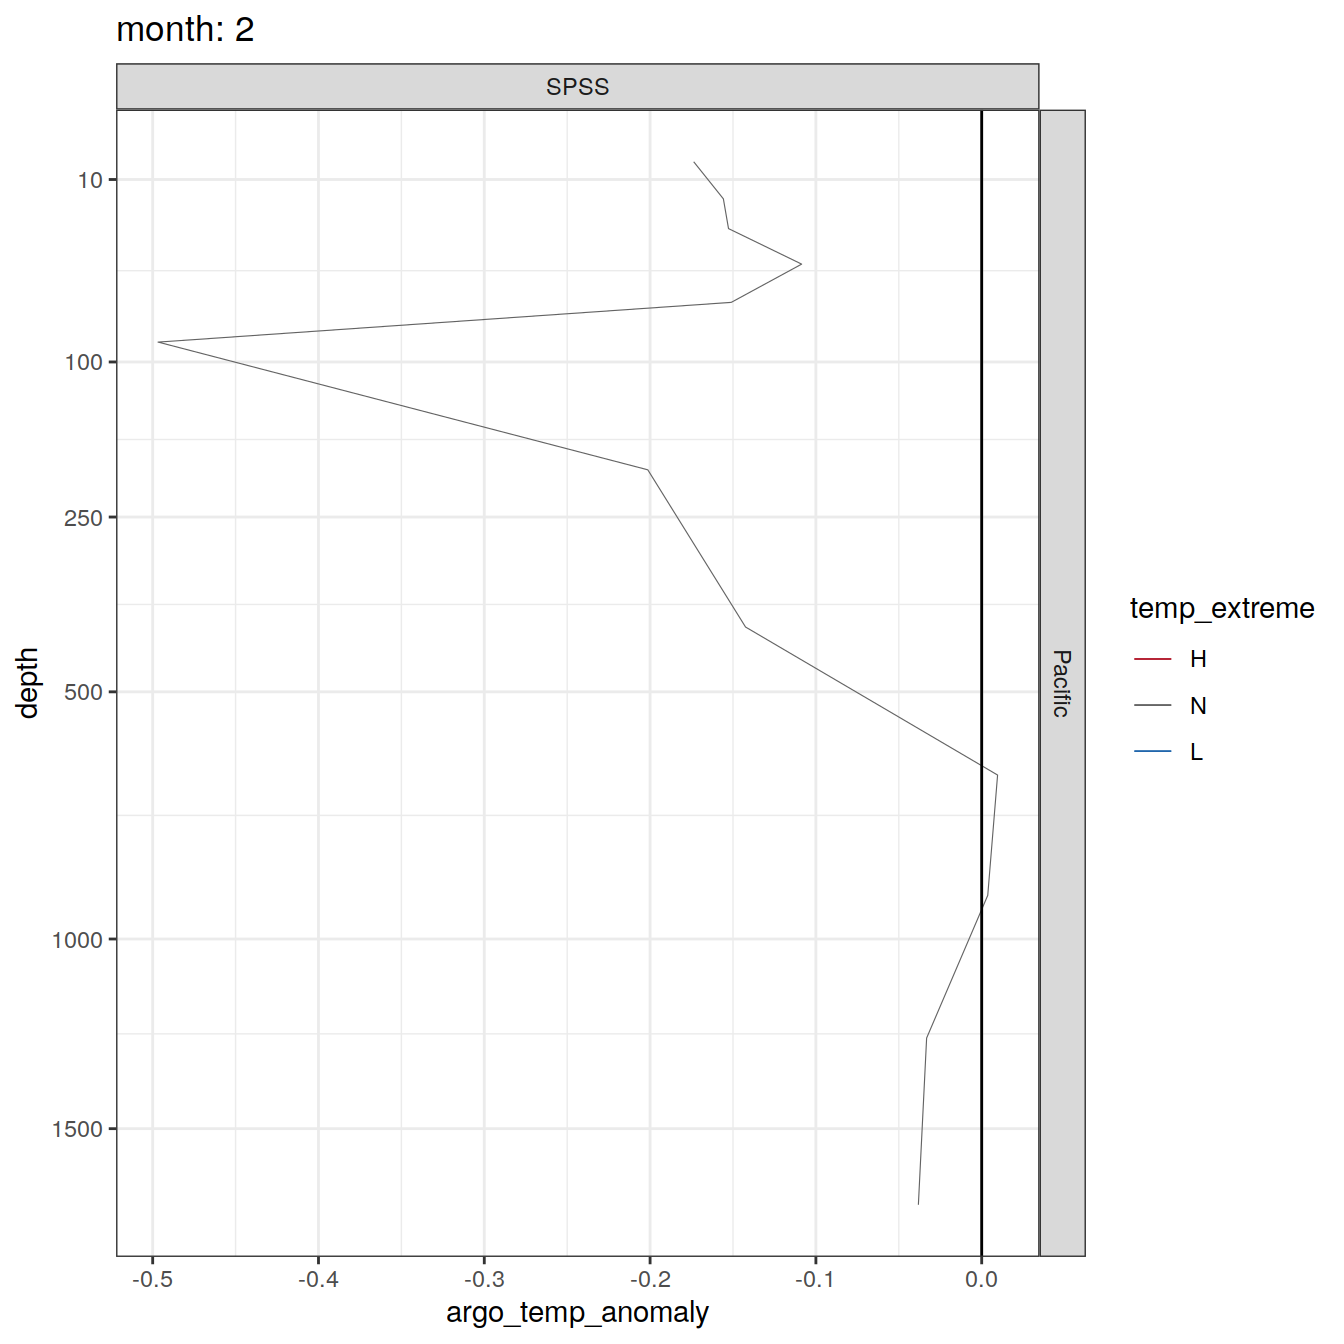 month: 2
SPSS
Pacific
depth
10
100
250
500
1000
1500
-0.5
-0.4
-0.3
-0.2
-0.1
0.0
argo_temp_anomaly
temp_extreme
H
N
L